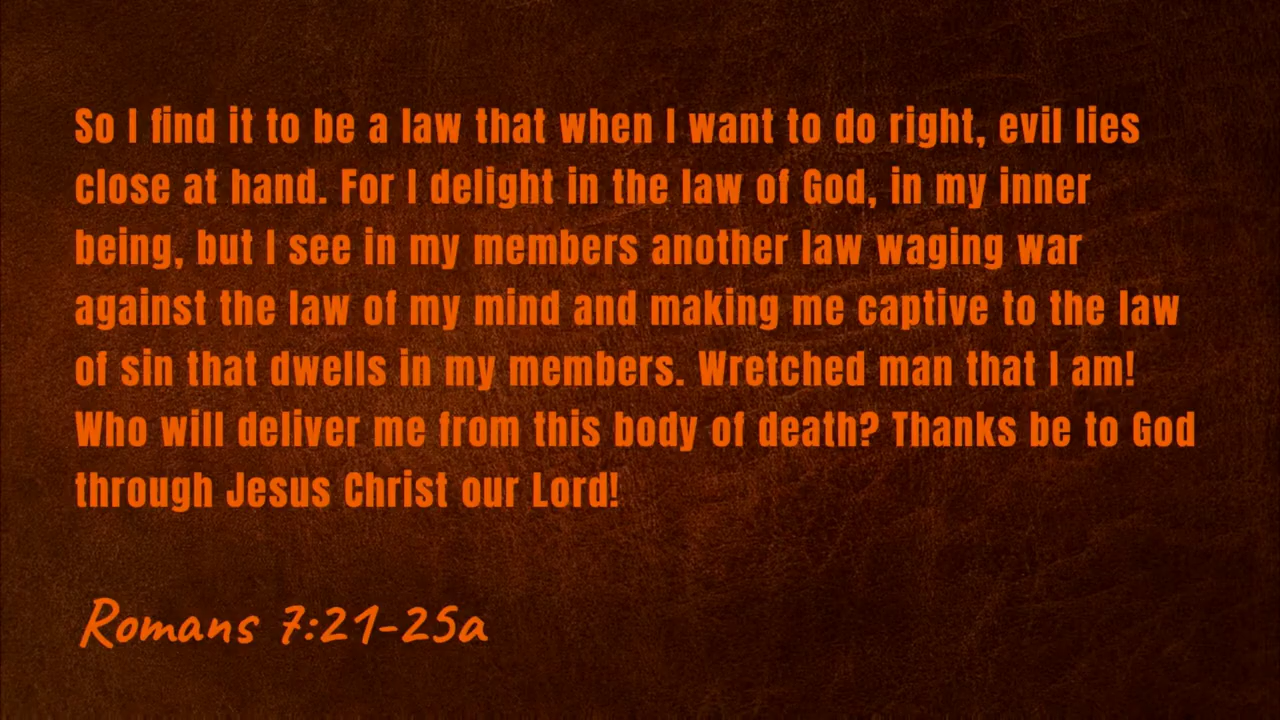 So I find it to be a law that when I want to do right, evil lies
close at hand. For I delight in the law of God, in my inner
being, but I see in my members another law waging war
against the law of my mind and making me captive to the law
of sin that dwells in my members. Wretched man that I am!
Who will deliver me from this body of death? Thanks be to God
through Jesus Christ our Lord!
Romans 7:21-25a